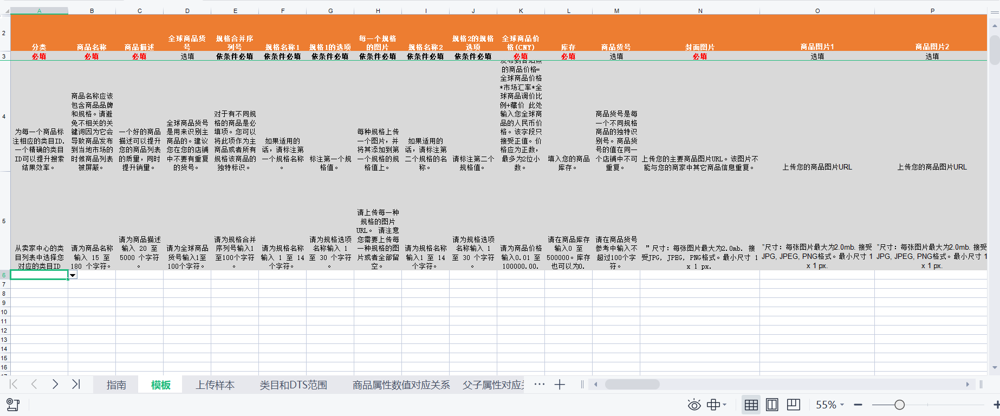 A B C D E F G H I J K L M N O P
2
分类
商品名称
商品描述
全球商品货
号
规格合并序
列号
规格名称1
规格1的选项
每一个规格
的图片
规格名称2
规格2的规格
选项
全球商品价
格(CNY)
库存
商品货号
封面图片
商品图片1
商品图片2
3
必填
必填
必填
选填
依条件必填
依条件必填
依条件必填
依条件必填
依条件必填
依条件必填
必填
必填
选填
必填
选填
选填
4
为每一个商品标
注相应的类目ID.
一个精确的类目
ID可以提升搜索
结果效率。
商品名称应该
包含商品品牌
和规格。请避
免不相关的关
键词因为它会
导致商品发布
到当地市场的
时候商品列表
被屏蔽。
一个好的商品
描述可以提升
您的商品列表
的质量，同时
提升销量。
全球商品货号
是用来识别主
商品的。建议
您在您的店铺
中不要有重复
的货号。
对于有不同规
格的商品是必
填项。您可以
将此项作为主
商品或者所有
规格该商品的
独特标识。
如果适用的
话，请标注第
一个规格名称
。
标注第一个规
格值。
每种规格上传
一个图片，并
将其添加到第
一个规格的规
格值上。
如果适用的
话，请标注第
二个规格的名
称。
请标注第二个
规格值。
发布到各站点
的商品价格=
全球商品价格
*市场汇率*全
球商品调价比
例+藏价 此处
输入您全球商
品的人民币价
格。该字段只
接受正值。价
格应为正数，
最多为2位小
数。
填入您的商品
库存。
商品货号是每
一个不同规格
商品的独特识
别号。商品货
号的值在同一
个店铺中不可
重复。
上传您的主要商品图片URL。该图片不
能与您的商家中其它商品信息重复。
上传您的商品图片URL
上传您的商品图片URL
5
从卖家中心的类
目列表中选择您
对应的类目ID
请为商品名称
输入 15 至
180 个字符。
请为商品描述
输入 20 至
5000 个字符
。
请为全球商品
货号输入1至
100个字符。
请为规格合并
序列号输入1
至100个字符
。
请为规格名称
输入 1 至 14
个字符。
请为规格选项
名称输入 1
至 30 个字符
。
请上传每一种
规格的图片
URL。 请注意
您需要上传每
一种规格的图
片或者全部留
空。
请为规格名称
输入1 至 14
个字符。
请为规格选项
名称输入 1
至 30 个字符
。
请为商品价格
输入0.01 至
100000.00.
请在商品库存
输入0 至
500000。库存
也可以为0.
请在商品货号
参考中输入不
超过100个字
符。
” 尺寸: 每张图片最大为2.0mb. 接
受JPG, JPEG, PNG格式。最小尺寸 1
x 1 px.
”尺寸: 每张图片最大为2.0mb. 接受
JPG, JPEG, PNG格式。最小尺寸 1
x 1 px.
”尺寸: 每张图片最大为2.0mb. 接受
JPG, JPEG, PNG格式。最小尺寸 1
x 1 px.
6
7
8
9
10
11
12
13
14
15
16
17
指南 模板 上传样本 类目和DTS范围 商品属性数值对应关系 父子属性对应关 ···
55%